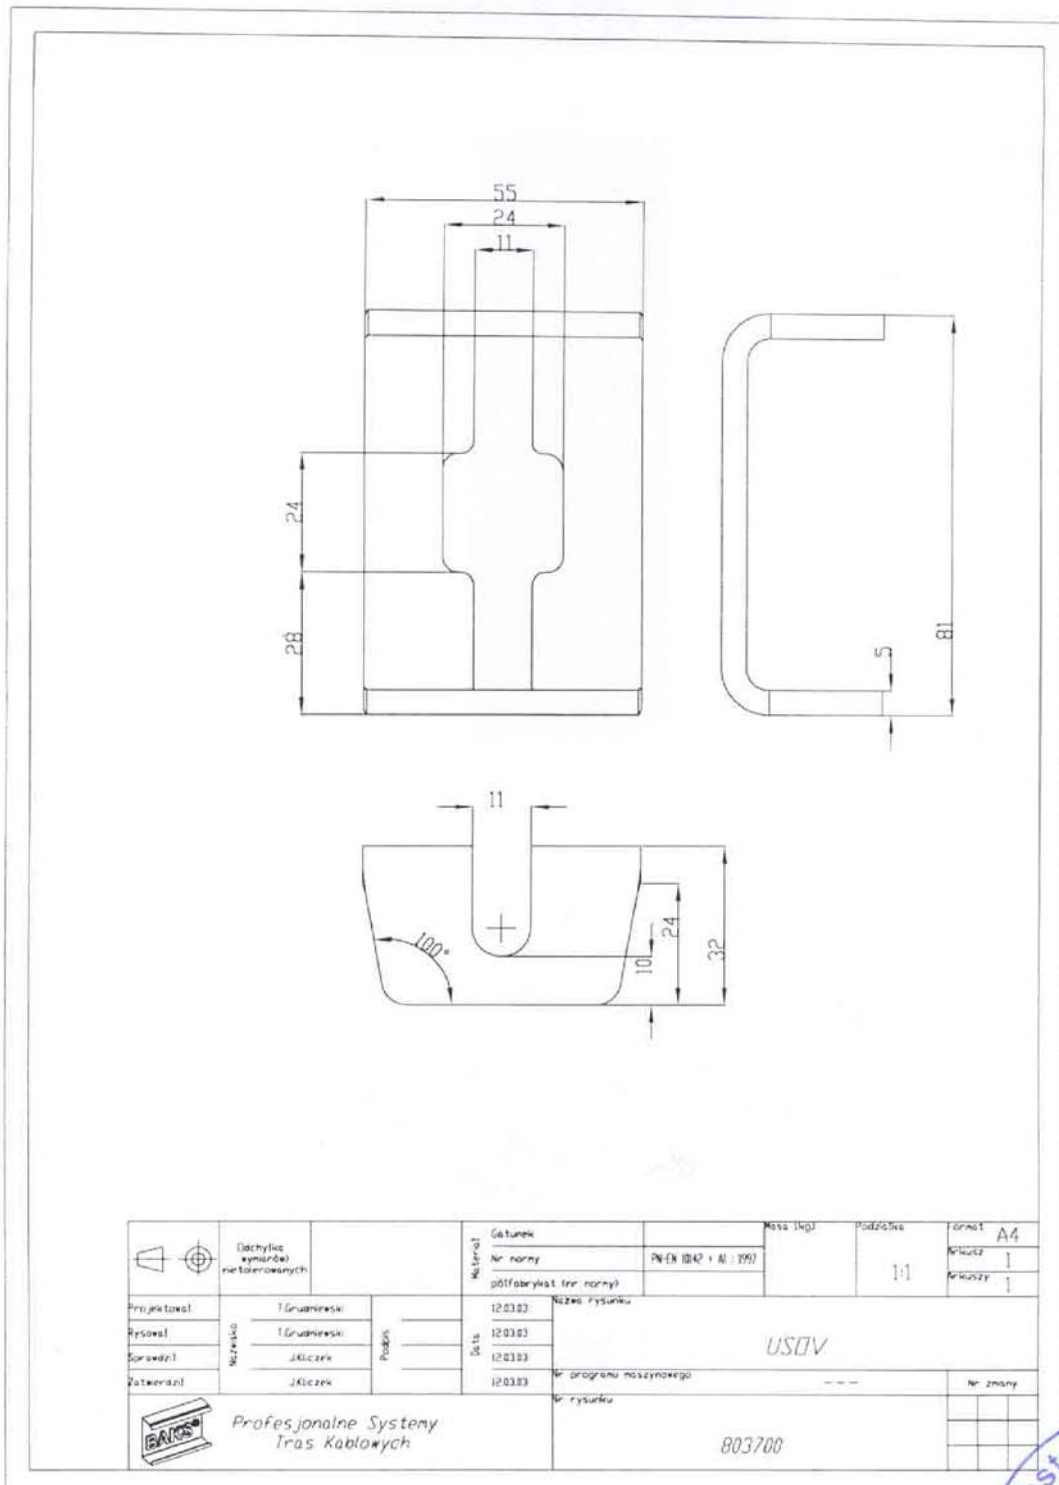 55
24
11
24
28
81
5
11
100°
10
24
32
Odchyłka
wymiarów
nietolerowanych
Materiał
Gatunek
Nr normy
PN-EN 10142 + A1 : 1997
półfabrykat (nr normy)
Masa (kg)
Podziałka
1:1
Format
A4
Arkusz
1
Arkuszy
1
Projektował
T.Grudniewski
12.03.03
Rysował
T.Grudniewski
12.03.03
Sprawdził
J.Kliczek
12.03.03
Zatwierdził
J.Kliczek
12.03.03
Nazwisko
Podpis
Data
Nazwa rysunku
USOV
Nr programu maszynowego
---
Nr zmiany
BAKS®
Profesjonalne Systemy
Tras Kablowych
Nr rysunku
803700